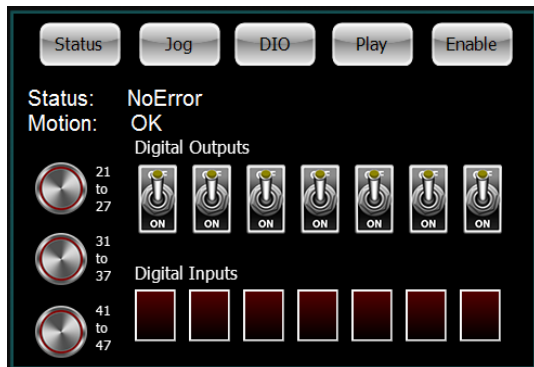 Status Jog DIO Play Enable
Status: NoError
Motion: OK
Digital Outputs
21
to
27
ON ON ON ON ON ON ON
31
to
37
Digital Inputs
41
to
47